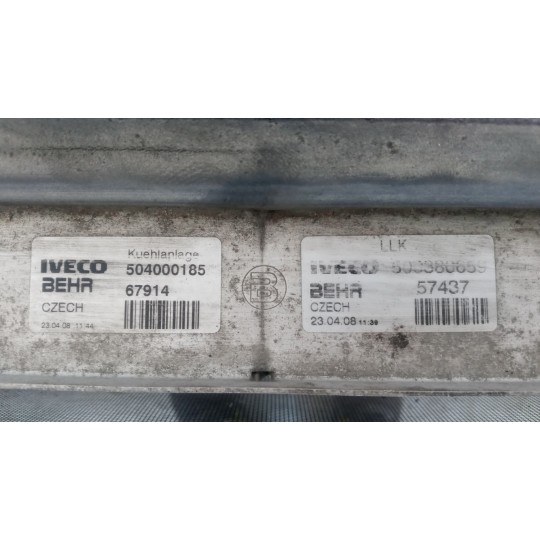 Kuehlanlage
IVECO 504000185
BEHR 67914
CZECH
23.04.08 11:44
B
LLK
IVECO
BEHR 57437
CZECH
23.04.08 11:38